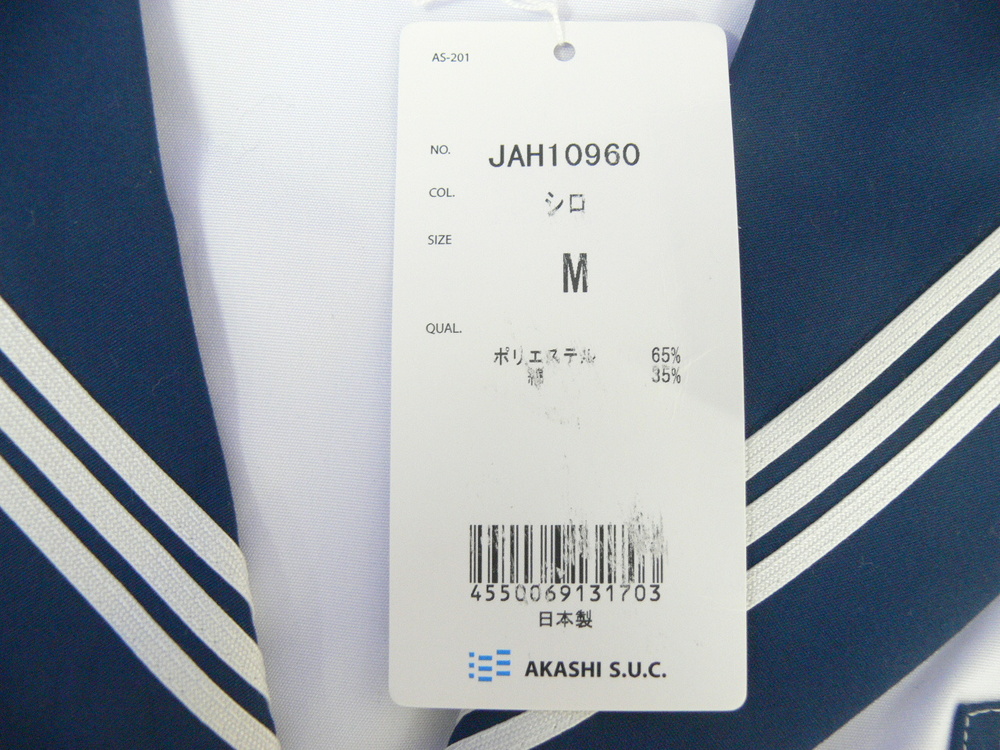 AS-201
NO. JAH10960
COL. シロ
SIZE M
QUAL.
ポリエステル 65%
綿 35%
4550069131703
日本製
AKASHI S.U.C.